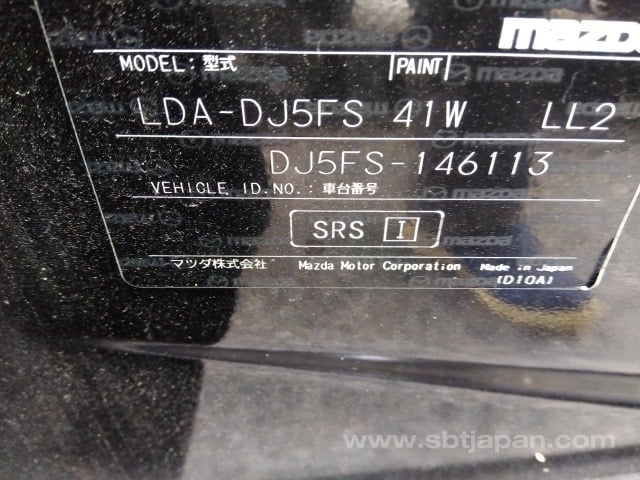 mazda
MODEL: 型式 PAINT
LDA-DJ5FS 41W LL2
DJ5FS-146113
VEHICLE I.D.NO.: 車台番号
SRS I
マツダ株式会社 Mazda Motor Corporation Made in Japan
(D10A)
www.sbtjapan.com